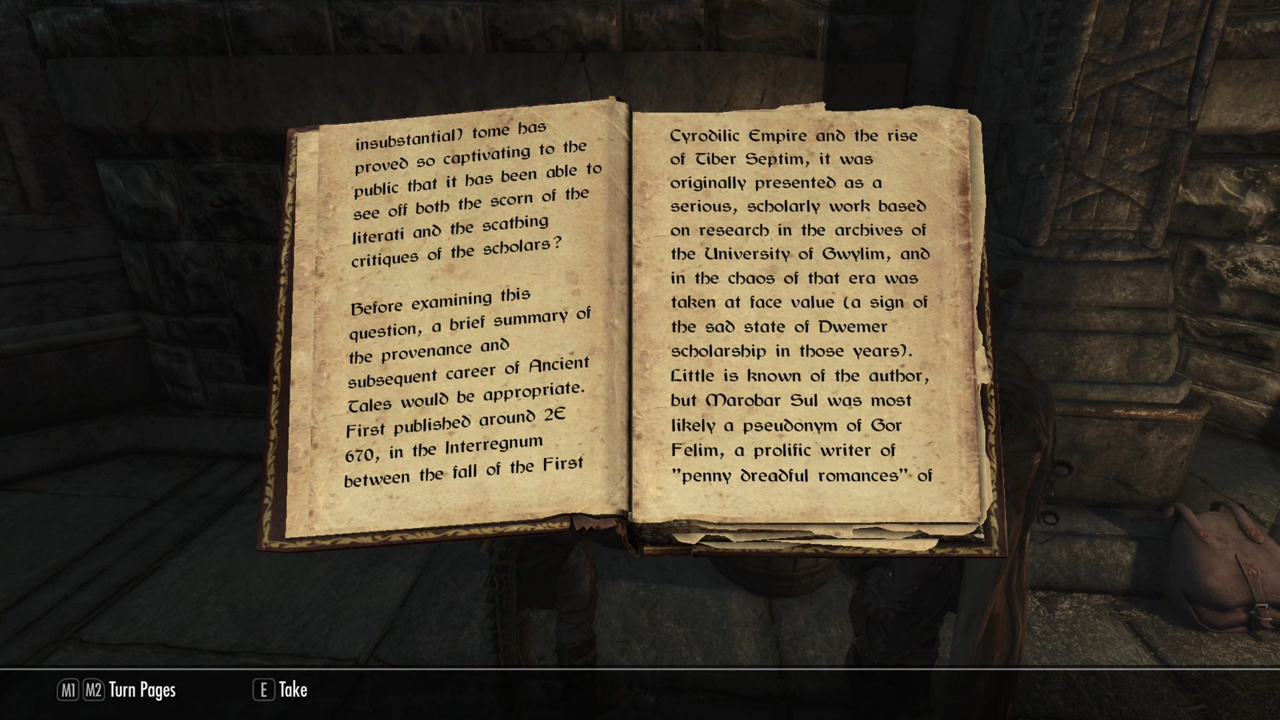 insubstantial) tome has
proved so captivating to the
public that it has been able to
see off both the scorn of the
literati and the scathing
critiques of the scholars?
Before examining this
question, a brief summary of
the provenance and
subsequent career of Ancient
Tales would be appropriate.
First published around 2E
670, in the Interregnum
between the fall of the First
Cyrodilic Empire and the rise
of Tiber Septim, it was
originally presented as a
serious, scholarly work based
on research in the archives of
the University of Gwylim, and
in the chaos of that era was
taken at face value (a sign of
the sad state of Dwemer
scholarship in those years).
Little is known of the author,
but Marobar Sul was most
likely a pseudonym of Gor
Felim, a prolific writer of
"penny dreadful romances" of
M1 M2 Turn Pages
E Take